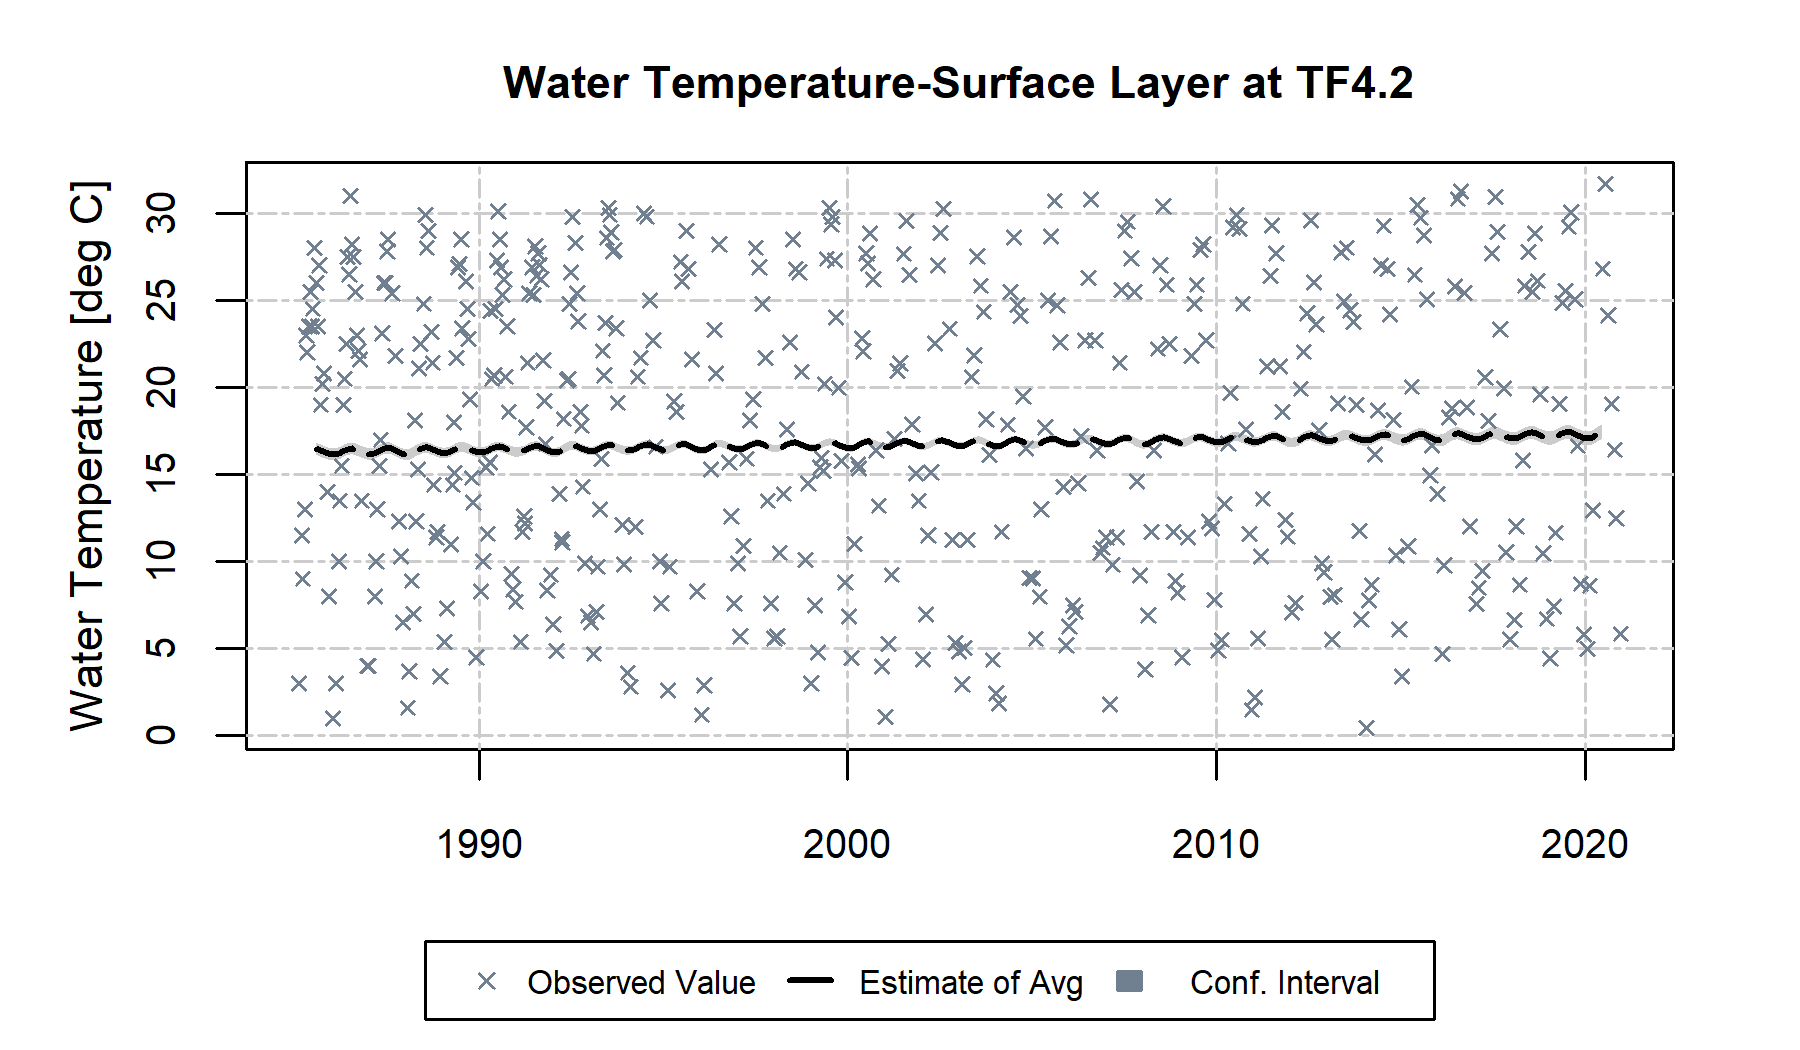 Water Temperature-Surface Layer at TF4.2
Water Temperature [deg C]
30
25
20
15
10
5
0
1990 2000 2010 2020
Observed Value Estimate of Avg Conf. Interval